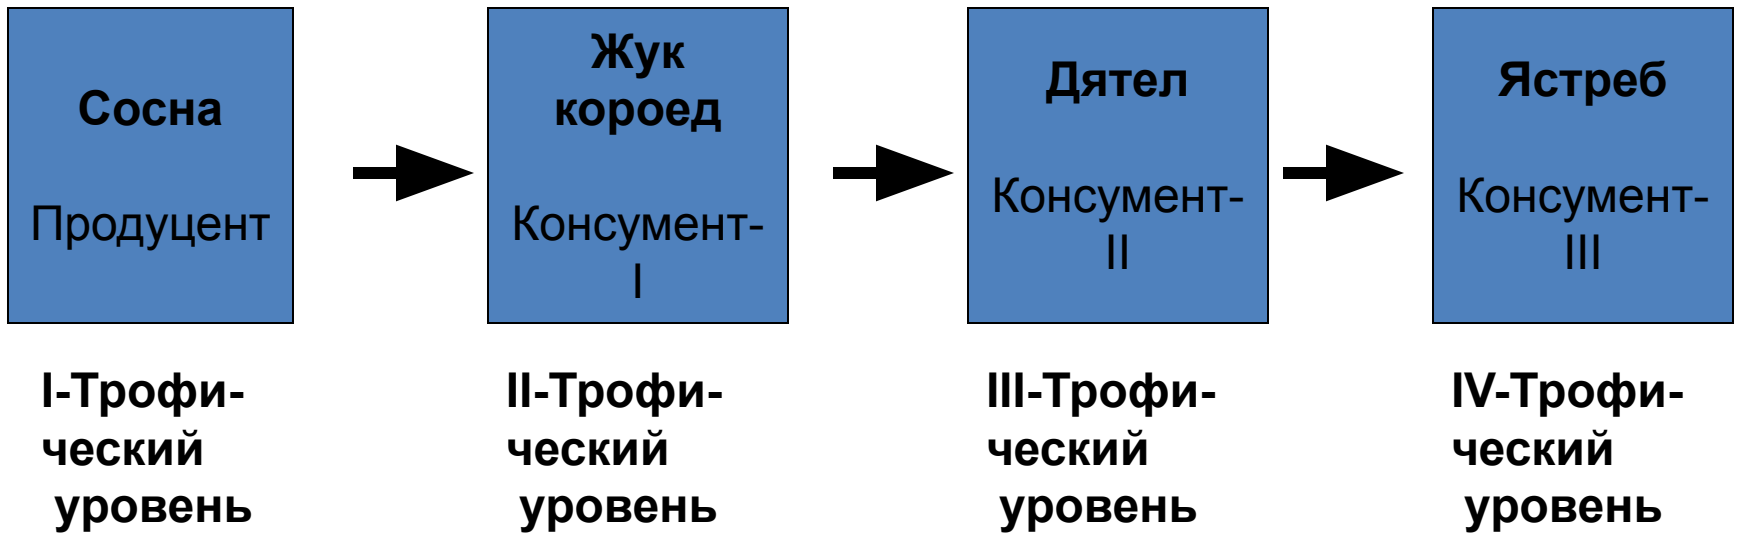 Сосна
Продуцент
Жук
короед
Консумент-
I
Дятел
Консумент-
II
Ястреб
Консумент-
III
I-Трофи-
ческий
уровень
II-Трофи-
ческий
уровень
III-Трофи-
ческий
уровень
IV-Трофи-
ческий
уровень